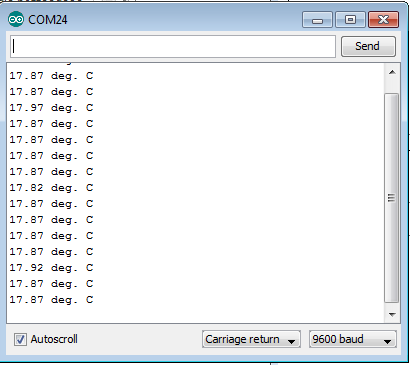 COM24
Send
17.87 deg. C
17.87 deg. C
17.97 deg. C
17.87 deg. C
17.87 deg. C
17.87 deg. C
17.87 deg. C
17.82 deg. C
17.87 deg. C
17.87 deg. C
17.87 deg. C
17.87 deg. C
17.92 deg. C
17.87 deg. C
17.87 deg. C
Autoscroll
Carriage return
9600 baud